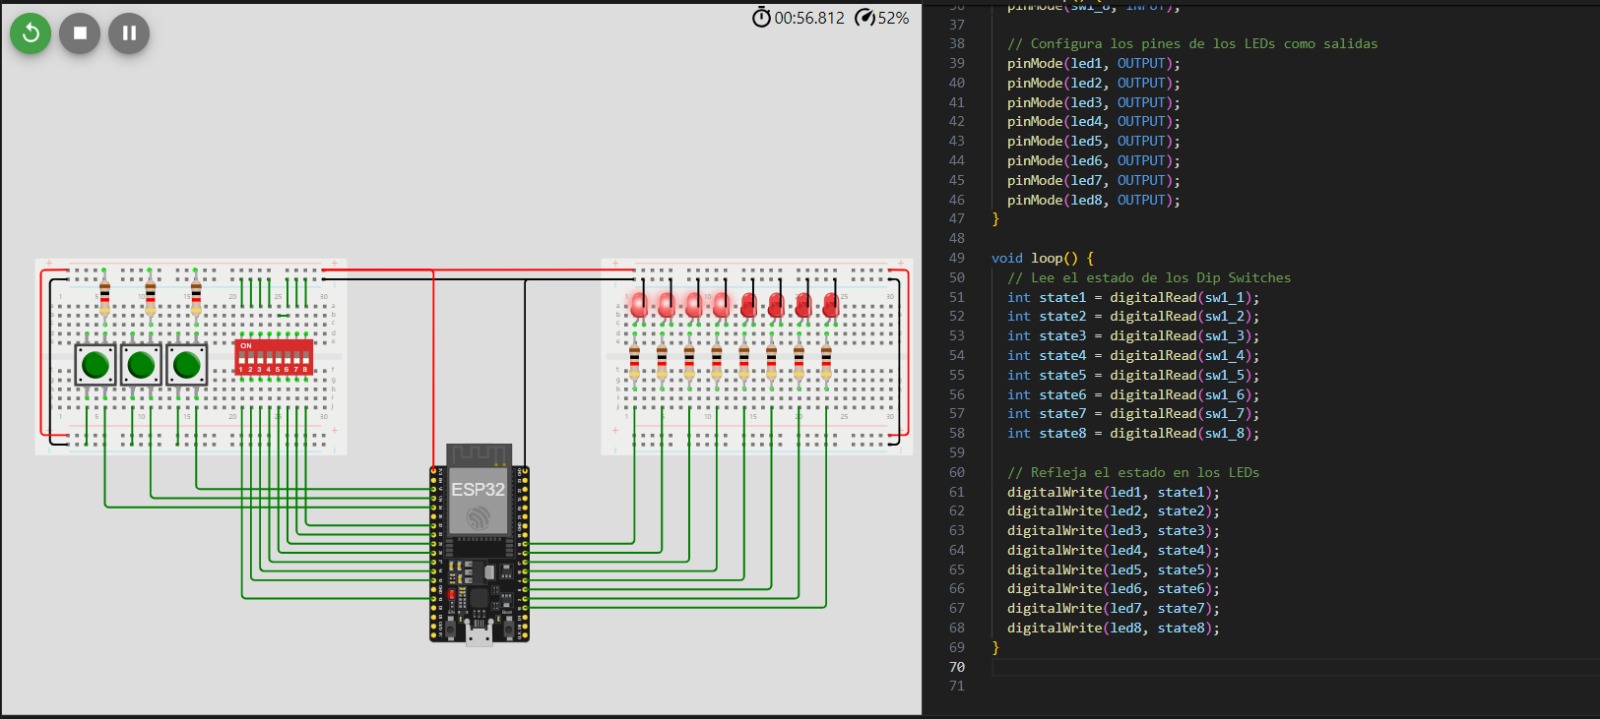 00:56.812 52%
36 pinMode(sw1_8, INPUT);
37
38 // Configura los pines de los LEDs como salidas
39 pinMode(led1, OUTPUT);
40 pinMode(led2, OUTPUT);
41 pinMode(led3, OUTPUT);
42 pinMode(led4, OUTPUT);
43 pinMode(led5, OUTPUT);
44 pinMode(led6, OUTPUT);
45 pinMode(led7, OUTPUT);
46 pinMode(led8, OUTPUT);
47 }
48
49 void loop() {
50 // Lee el estado de los Dip Switches
51 int state1 = digitalRead(sw1_1);
52 int state2 = digitalRead(sw1_2);
53 int state3 = digitalRead(sw1_3);
54 int state4 = digitalRead(sw1_4);
55 int state5 = digitalRead(sw1_5);
56 int state6 = digitalRead(sw1_6);
57 int state7 = digitalRead(sw1_7);
58 int state8 = digitalRead(sw1_8);
59
60 // Refleja el estado en los LEDs
61 digitalWrite(led1, state1);
62 digitalWrite(led2, state2);
63 digitalWrite(led3, state3);
64 digitalWrite(led4, state4);
65 digitalWrite(led5, state5);
66 digitalWrite(led6, state6);
67 digitalWrite(led7, state7);
68 digitalWrite(led8, state8);
69 }
70
71
ON
1 2 3 4 5 6 7 8
ESP32